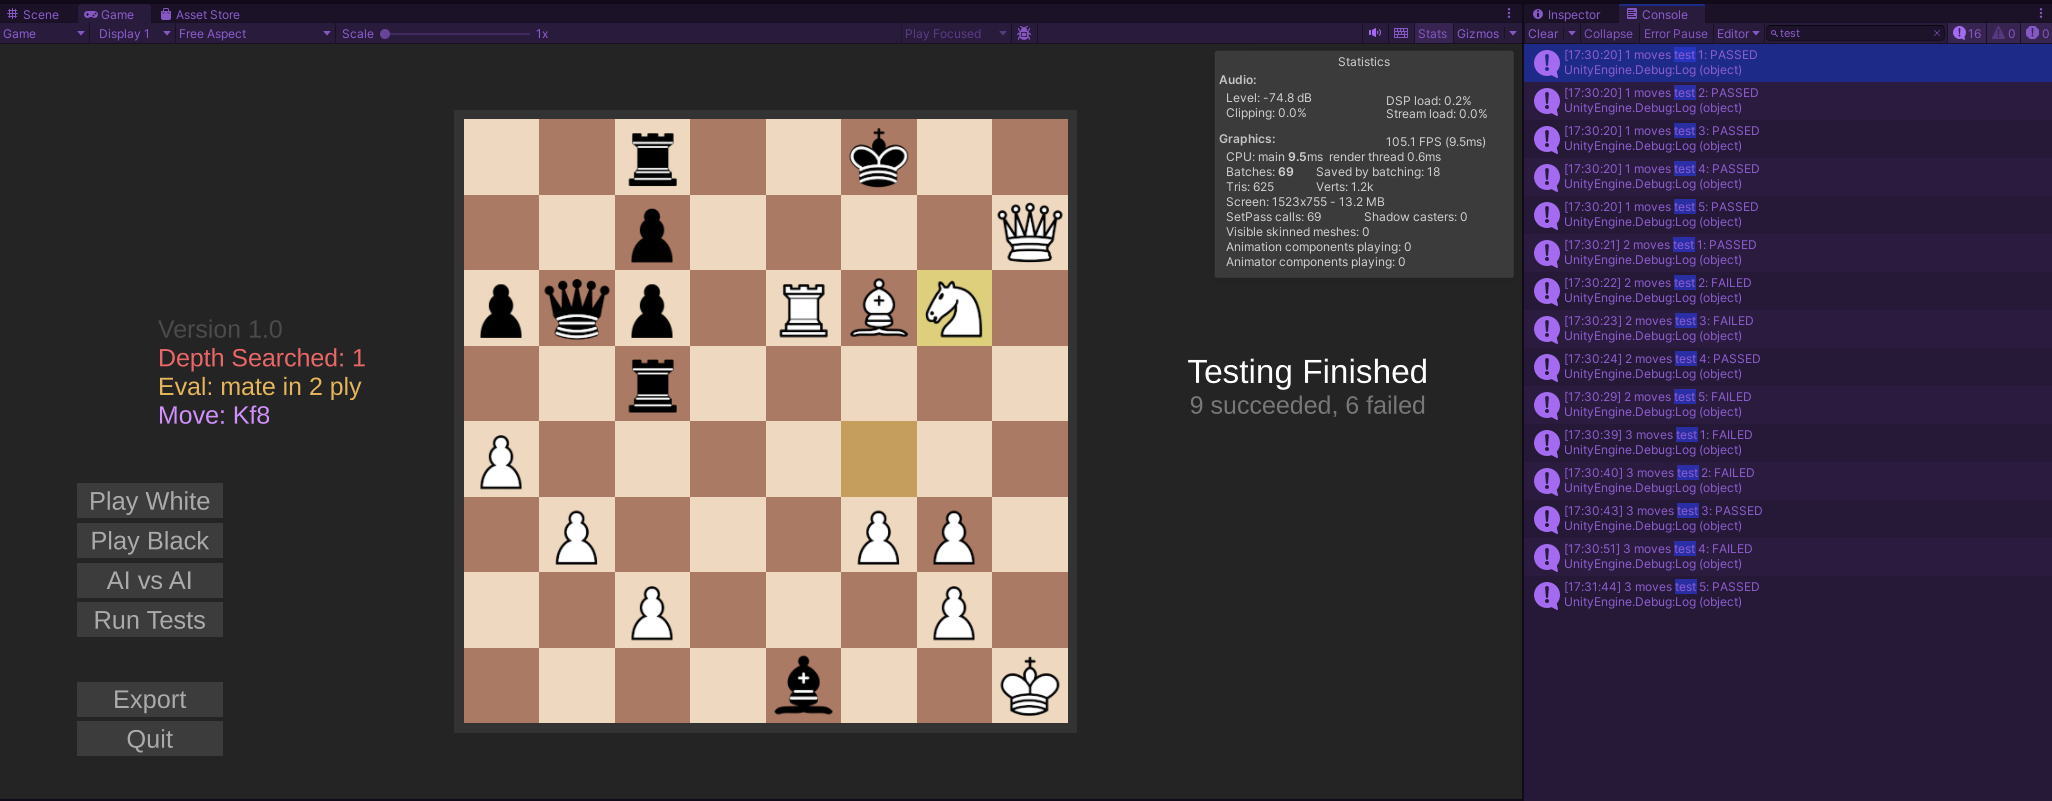 Scene
Game
Asset Store
Game
Display 1
Free Aspect
Scale
1x
Play Focused
Stats
Gizmos
Statistics
Audio:
Level: -74.8 dB
DSP load: 0.2%
Clipping: 0.0%
Stream load: 0.0%
Graphics:
105.1 FPS (9.5ms)
CPU: main 9.5ms render thread 0.6ms
Batches: 69
Saved by batching: 18
Tris: 625
Verts: 1.2k
Screen: 1523x755 - 13.2 MB
SetPass calls: 69
Shadow casters: 0
Visible skinned meshes: 0
Animation components playing: 0
Animator components playing: 0
Version 1.0
Depth Searched: 1
Eval: mate in 2 ply
Move: Kf8
Testing Finished
9 succeeded, 6 failed
Play White
Play Black
AI vs AI
Run Tests
Export
Quit
Inspector
Console
Clear
Collapse
Error Pause
Editor
test
16
0
0
[17:30:20] 1 moves test 1: PASSED
UnityEngine.Debug:Log (object)
[17:30:20] 1 moves test 2: PASSED
UnityEngine.Debug:Log (object)
[17:30:20] 1 moves test 3: PASSED
UnityEngine.Debug:Log (object)
[17:30:20] 1 moves test 4: PASSED
UnityEngine.Debug:Log (object)
[17:30:20] 1 moves test 5: PASSED
UnityEngine.Debug:Log (object)
[17:30:21] 2 moves test 1: PASSED
UnityEngine.Debug:Log (object)
[17:30:22] 2 moves test 2: FAILED
UnityEngine.Debug:Log (object)
[17:30:23] 2 moves test 3: FAILED
UnityEngine.Debug:Log (object)
[17:30:24] 2 moves test 4: PASSED
UnityEngine.Debug:Log (object)
[17:30:29] 2 moves test 5: FAILED
UnityEngine.Debug:Log (object)
[17:30:39] 3 moves test 1: FAILED
UnityEngine.Debug:Log (object)
[17:30:40] 3 moves test 2: FAILED
UnityEngine.Debug:Log (object)
[17:30:43] 3 moves test 3: PASSED
UnityEngine.Debug:Log (object)
[17:30:51] 3 moves test 4: FAILED
UnityEngine.Debug:Log (object)
[17:31:44] 3 moves test 5: PASSED
UnityEngine.Debug:Log (object)